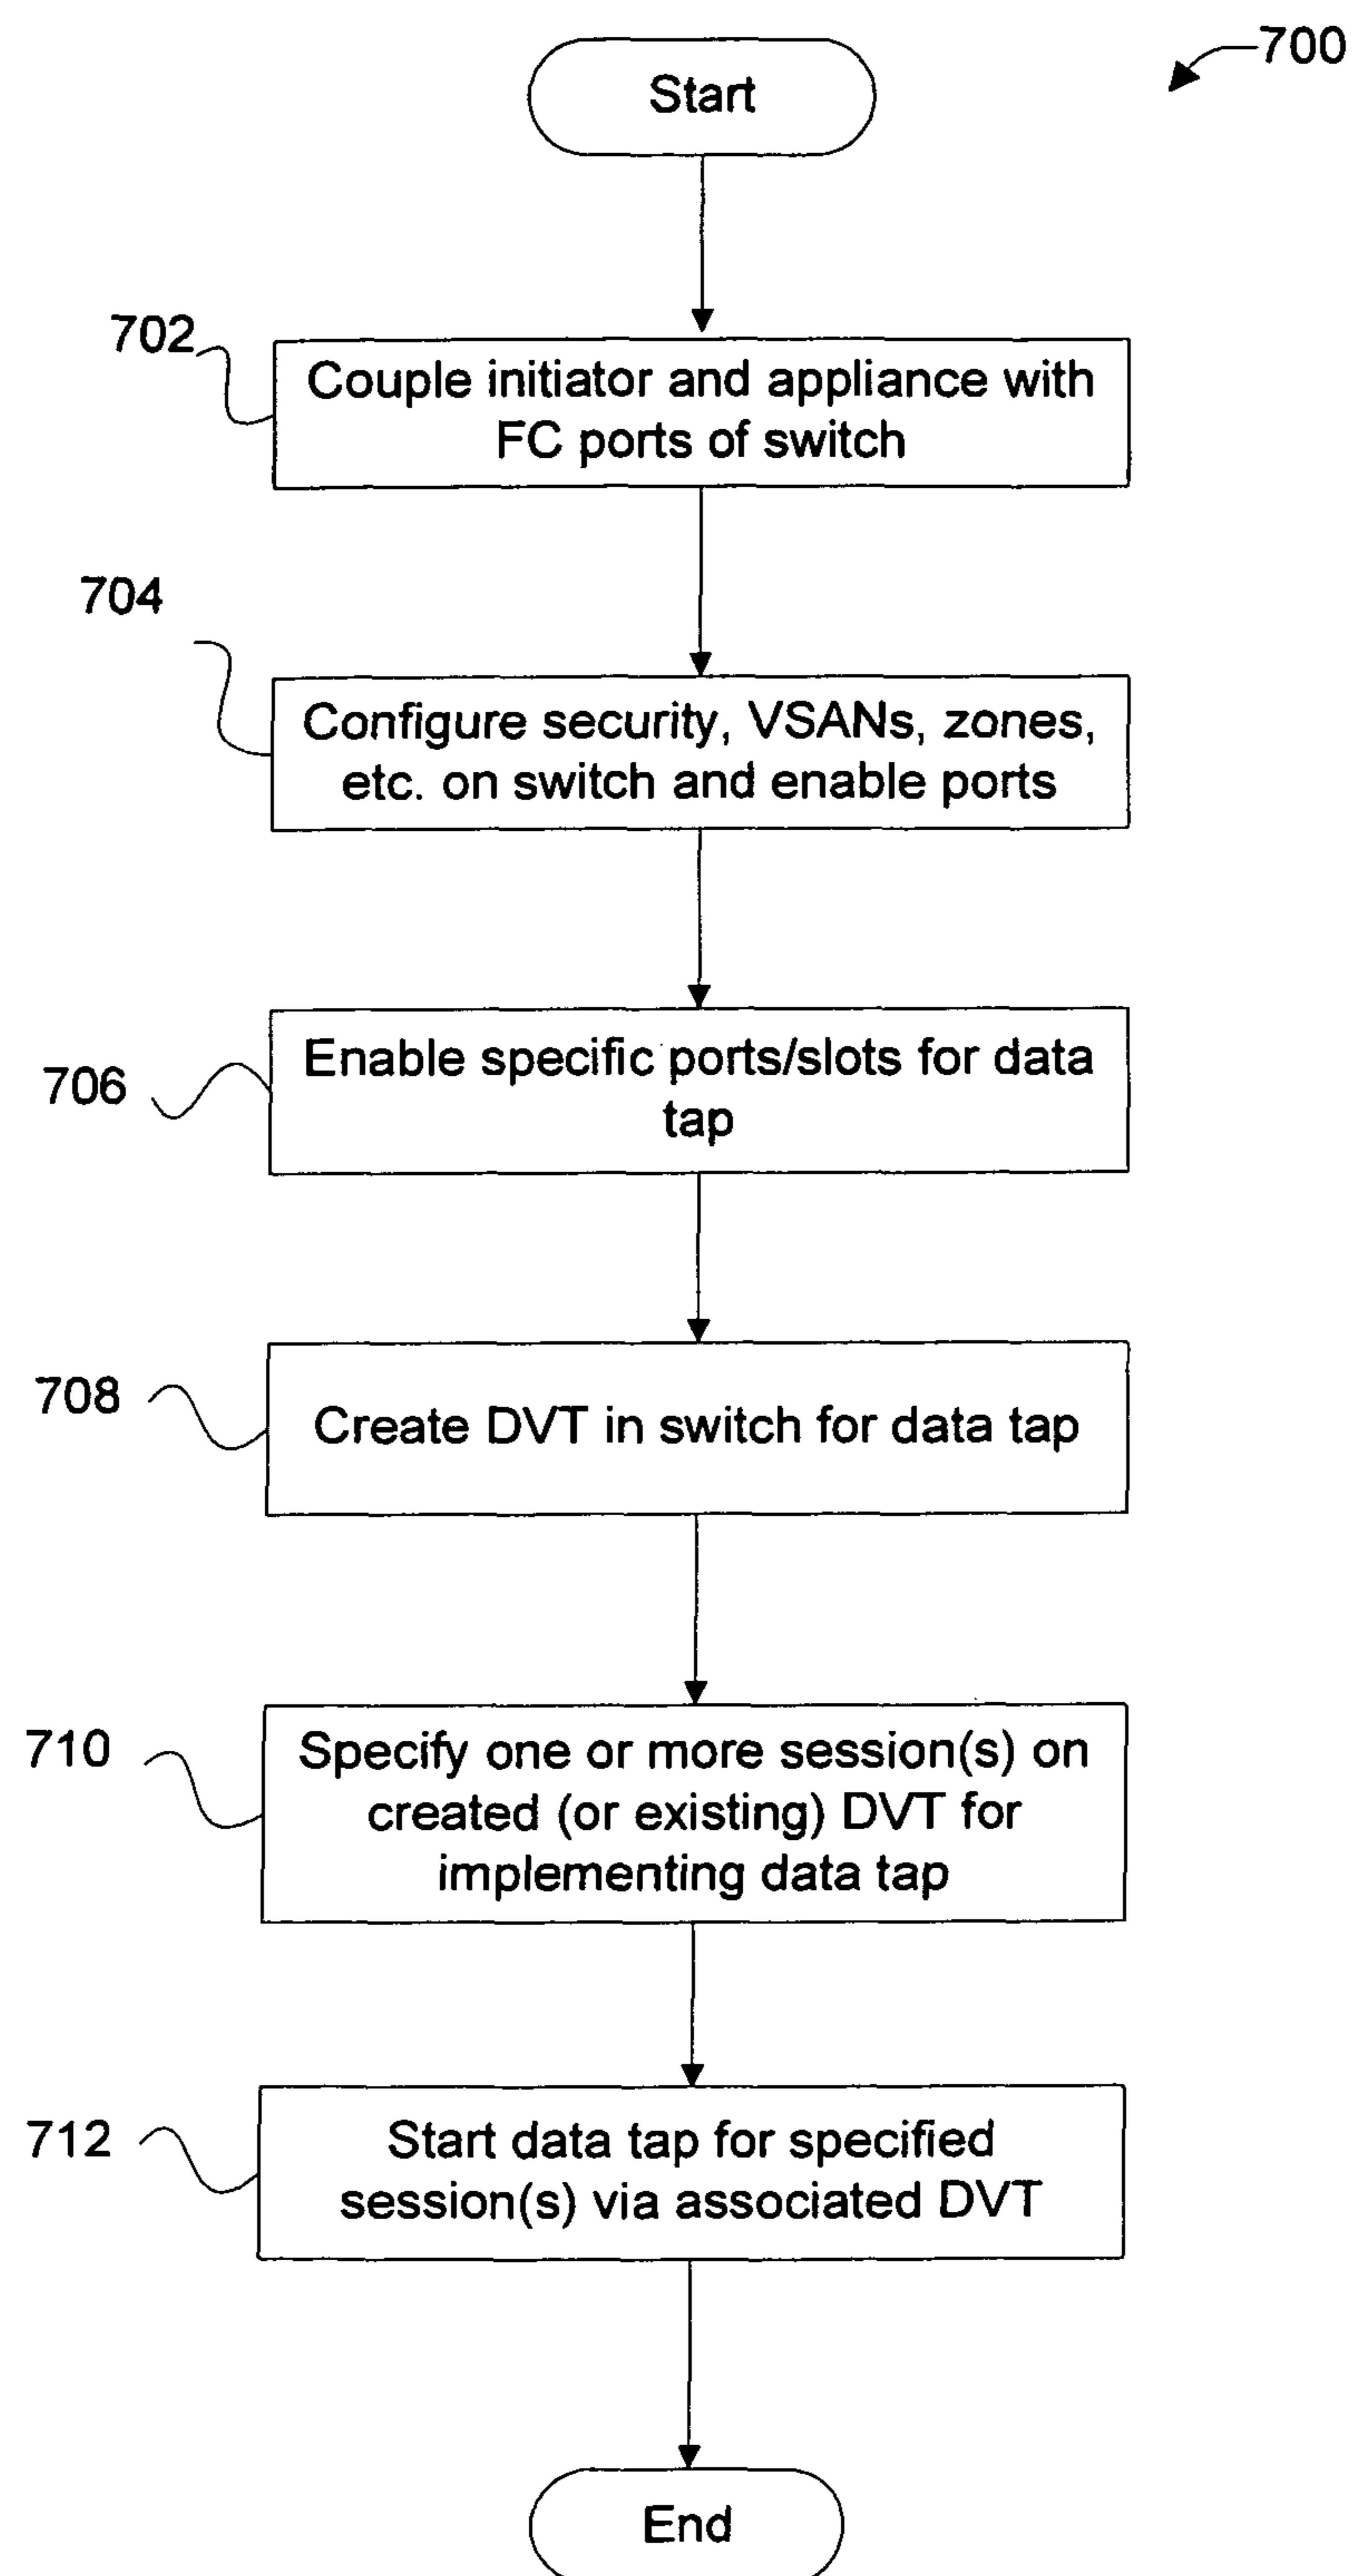 700
Start
702
Couple initiator and appliance with
FC ports of switch
704
Configure security, VSANs, zones,
etc. on switch and enable ports
706
Enable specific ports/slots for data
tap
708
Create DVT in switch for data tap
710
Specify one or more session(s) on
created (or existing) DVT for
implementing data tap
712
Start data tap for specified
session(s) via associated DVT
End